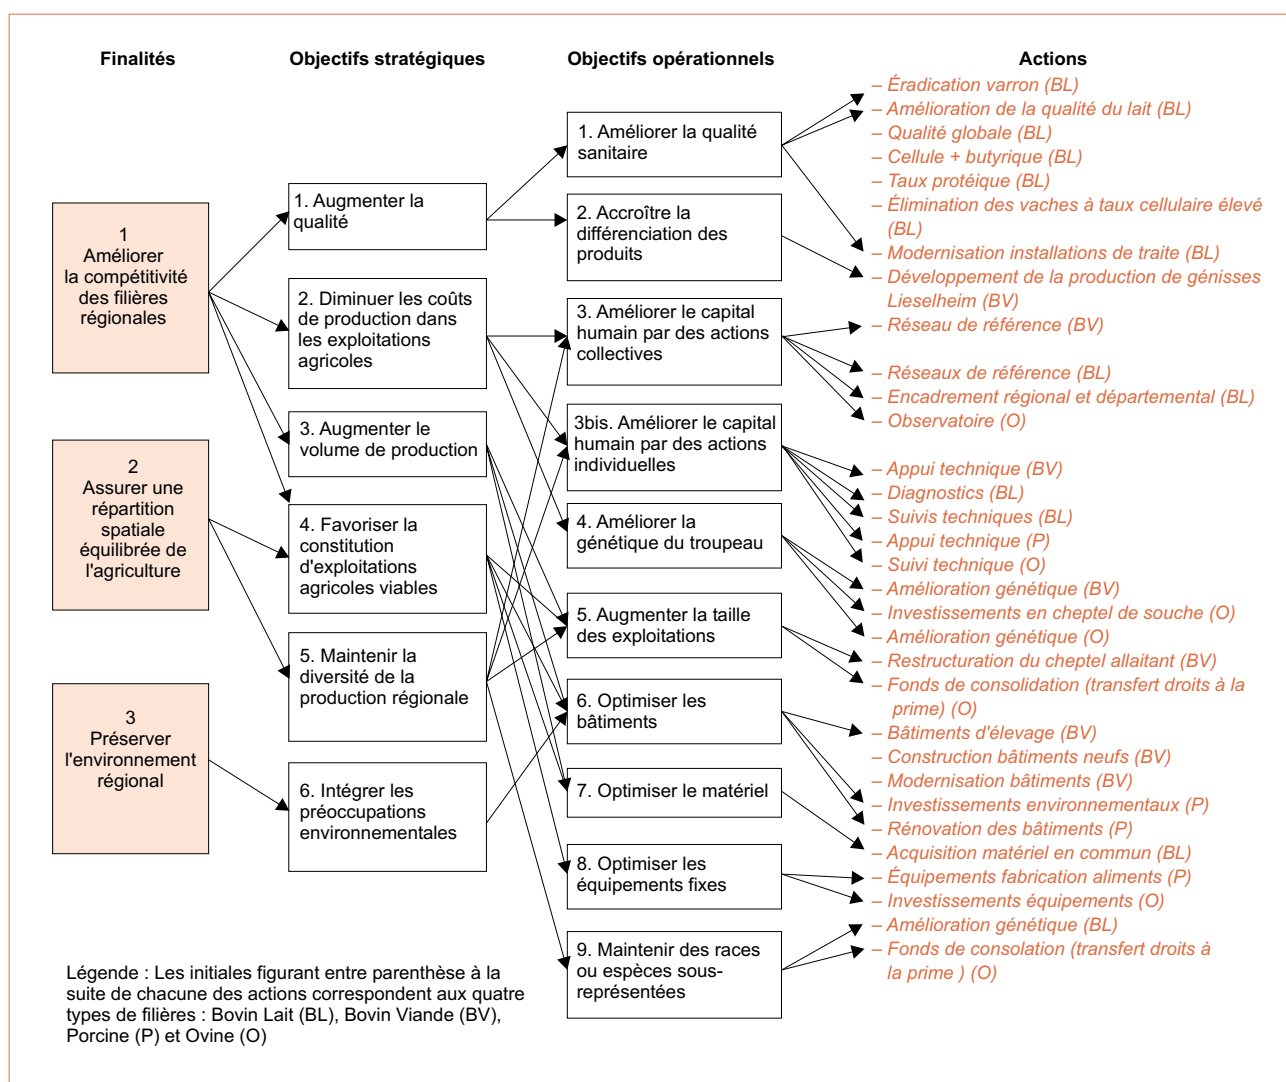 Finalités
Objectifs stratégiques
Objectifs opérationnels
Actions
1
Améliorer
la compétitivité
des filières
régionales
2
Assurer une
répartition
spatiale
équilibrée de
l'agriculture
3
Préserver
l'environnement
régional
1. Augmenter la
qualité
2. Diminuer les coûts
de production dans
les exploitations
agricoles
3. Augmenter le
volume de production
4. Favoriser la
constitution
d'exploitations
agricoles viables
5. Maintenir la
diversité de la
production régionale
6. Intégrer les
préoccupations
environnementales
1. Améliorer la qualité
sanitaire
2. Accroître la
différenciation des
produits
3. Améliorer le capital
humain par des actions
collectives
3bis. Améliorer le capital
humain par des actions
individuelles
4. Améliorer la
génétique du troupeau
5. Augmenter la taille
des exploitations
6. Optimiser les
bâtiments
7. Optimiser le matériel
8. Optimiser les
équipements fixes
9. Maintenir des races
ou espèces sous-
représentées
– Éradication varron (BL)
– Amélioration de la qualité du lait (BL)
– Qualité globale (BL)
– Cellule + butyrique (BL)
– Taux protéique (BL)
– Élimination des vaches à taux cellulaire élevé
(BL)
– Modernisation installations de traite (BL)
– Développement de la production de génisses
Lieselheim (BV)
– Réseau de référence (BV)
– Réseaux de référence (BL)
– Encadrement régional et départemental (BL)
– Observatoire (O)
– Appui technique (BV)
– Diagnostics (BL)
– Suivis techniques (BL)
– Appui technique (P)
– Suivi technique (O)
– Amélioration génétique (BV)
– Investissements en cheptel de souche (O)
– Amélioration génétique (O)
– Restructuration du cheptel allaitant (BV)
– Fonds de consolidation (transfert droits à la
prime) (O)
– Bâtiments d'élevage (BV)
– Construction bâtiments neufs (BV)
– Modernisation bâtiments (BV)
– Investissements environnementaux (P)
– Rénovation des bâtiments (P)
– Acquisition matériel en commun (BL)
– Équipements fabrication aliments (P)
– Investissements équipements (O)
– Amélioration génétique (BL)
– Fonds de consolation (transfert droits à
la prime ) (O)
Légende : Les initiales figurant entre parenthèse à la
suite de chacune des actions correspondent aux quatre
types de filières : Bovin Lait (BL), Bovin Viande (BV),
Porcine (P) et Ovine (O)